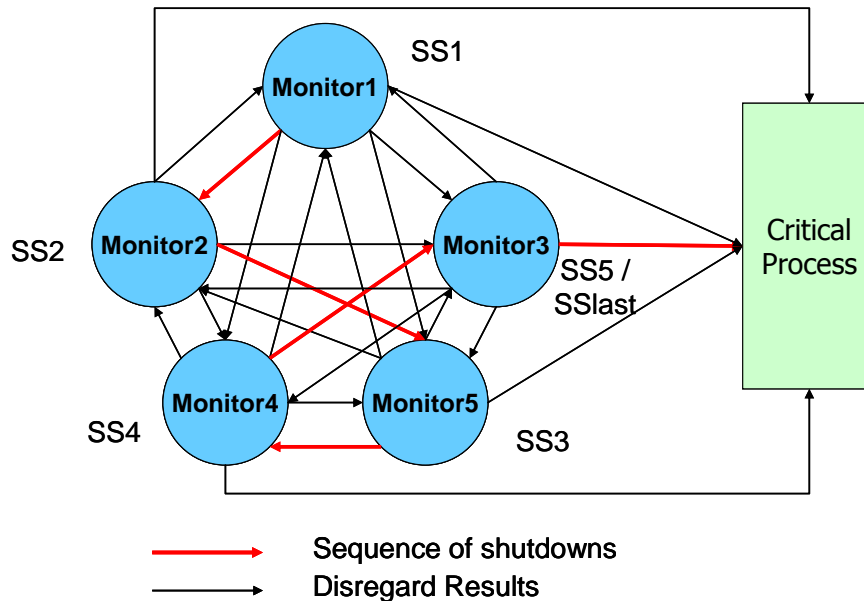 SS1
Monitor1
SS2
Monitor2
Monitor3
SS5 /
SSlast
Critical
Process
SS4
Monitor4
Monitor5
SS3
Sequence of shutdowns
Disregard Results